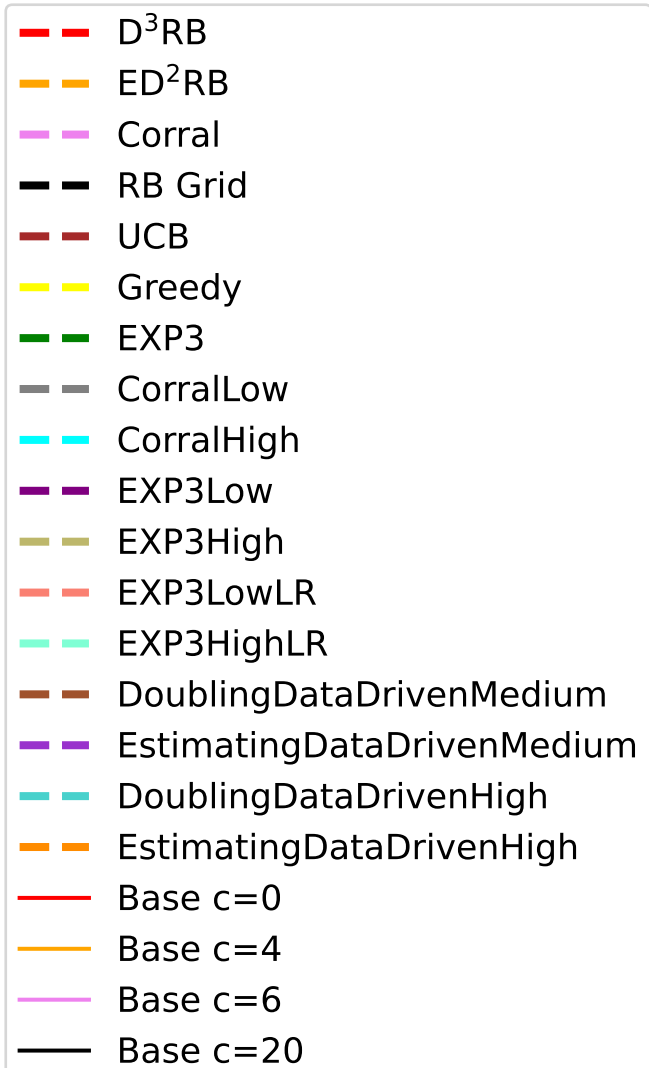 D³RB
ED²RB
Corral
RB Grid
UCB
Greedy
EXP3
CorralLow
CorralHigh
EXP3Low
EXP3High
EXP3LowLR
EXP3HighLR
DoublingDataDrivenMedium
EstimatingDataDrivenMedium
DoublingDataDrivenHigh
EstimatingDataDrivenHigh
Base c=0
Base c=4
Base c=6
Base c=20